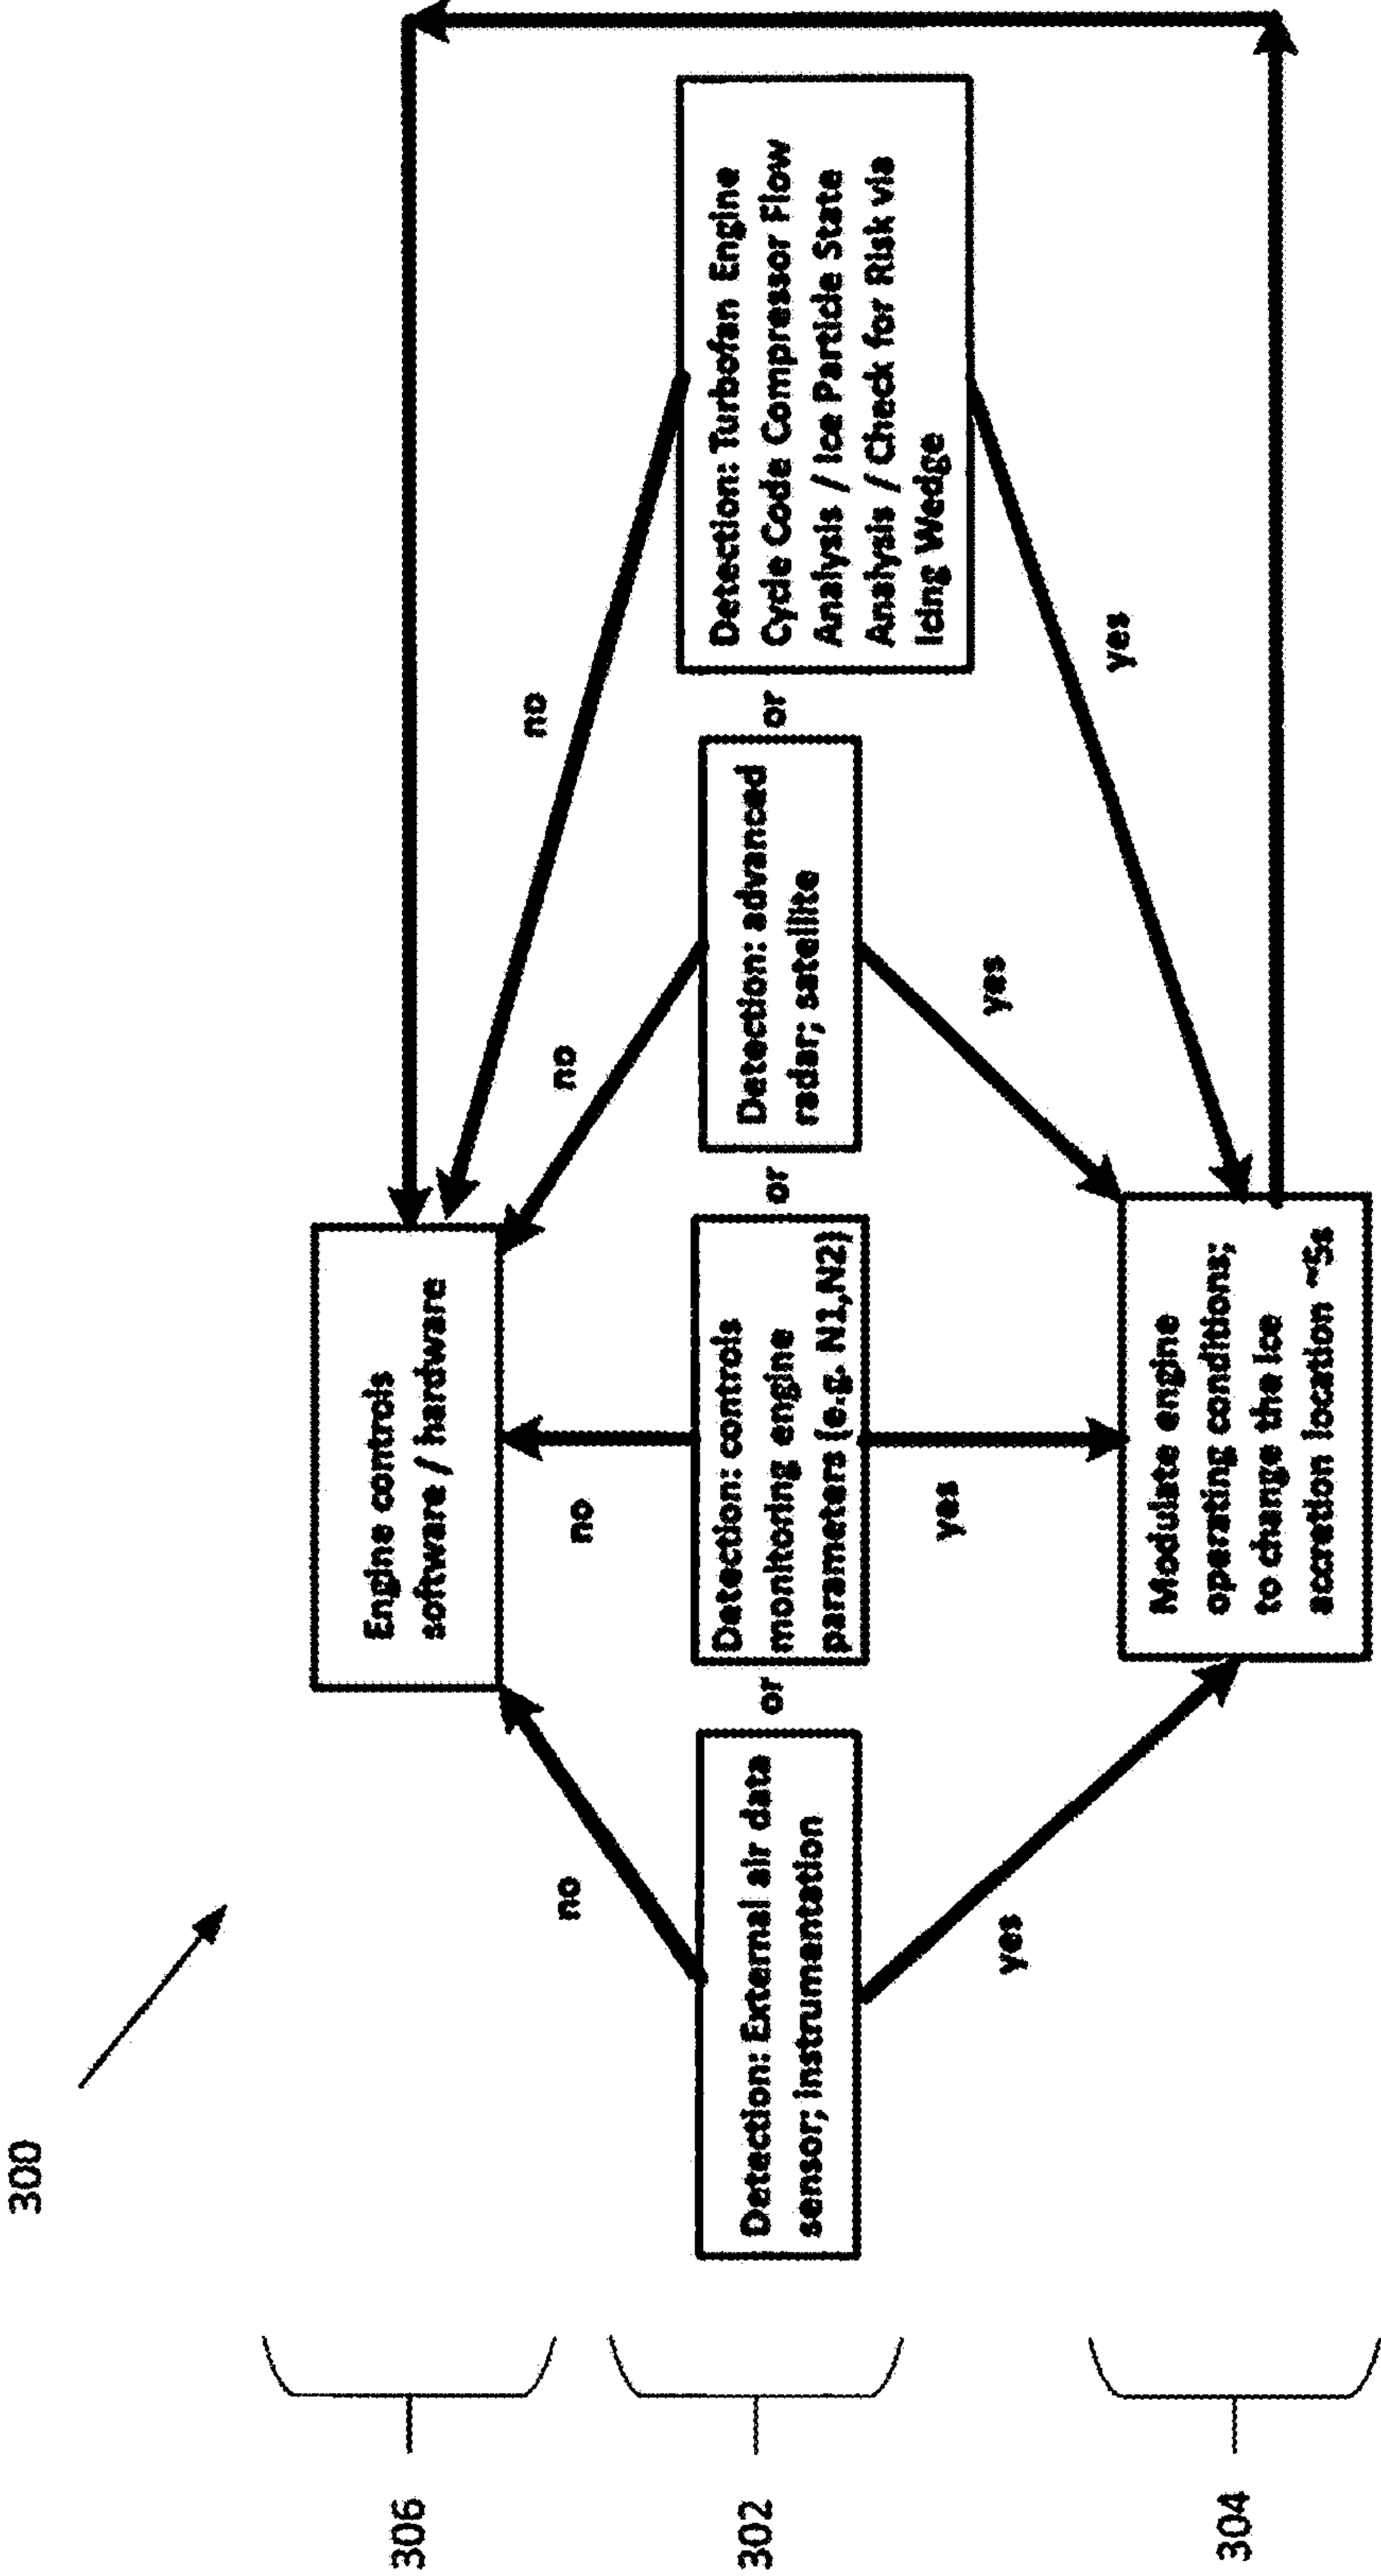 300
306
Engine controls
software / hardware
no
no
no
no
302
Detection: External air data
sensor; instrumentation
or
Detection: controls
monitoring engine
parameters (e.g. N1,N2)
or
Detection: advanced
radar; satellite
or
Detection: Turbofan Engine
Cycle Code Compressor Flow
Analysis / Ice Particle State
Analysis / Check for Risk via
Icing Wedge
yes
yes
yes
yes
304
Modulate engine
operating conditions;
to change the ice
accretion location ~5s